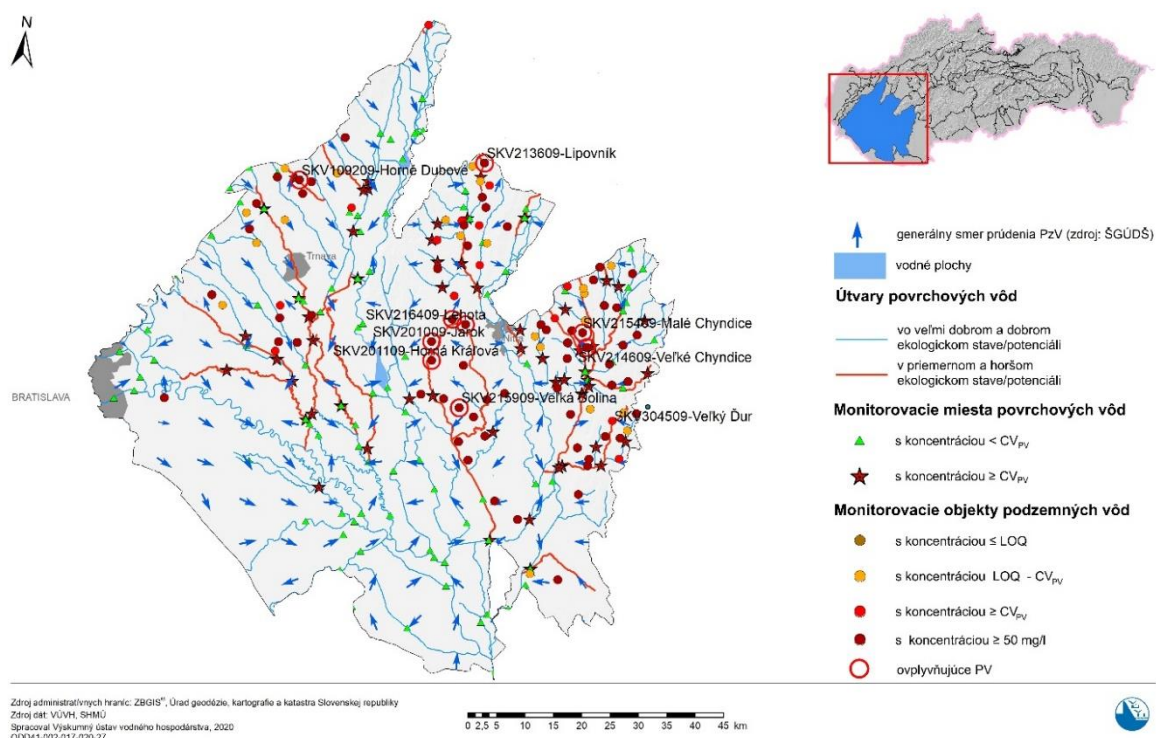 N
SKV213609-Lipovník
SKV109209-Horné Dubové
Trnava
SKV216409-Lehota
SKV201009-Jarok
SKV201109-Horná Kráľová
SKV215409-Malé Chyndice
SKV214609-Veľké Chyndice
SKV215909-Veľká Dolina
SKV304509-Veľký Ďur
BRATISLAVA
generálny smer prúdenia PzV (zdroj: ŠGÚDŠ)
vodné plochy
Útvary povrchových vôd
vo veľmi dobrom a dobrom
ekologickom stave/potenciáli
v priemernom a horšom
ekologickom stave/potenciáli
Monitorovacie miesta povrchových vôd
s koncentráciou < CVPV
s koncentráciou ≥ CVPV
Monitorovacie objekty podzemných vôd
s koncentráciou ≤ LOQ
s koncentráciou LOQ - CVPV
s koncentráciou ≥ CVPV
s koncentráciou ≥ 50 mg/l
ovplyvňujúce PV
Zdroj administratívnych hraníc: ZBGIS®, Úrad geodézie, kartografie a katastra Slovenskej republiky
Zdroj dát: VÚVH, SHMÚ
Spracoval Výskumný ústav vodného hospodárstva, 2020
0 2,5 5 10 15 20 25 30 35 40 45 km